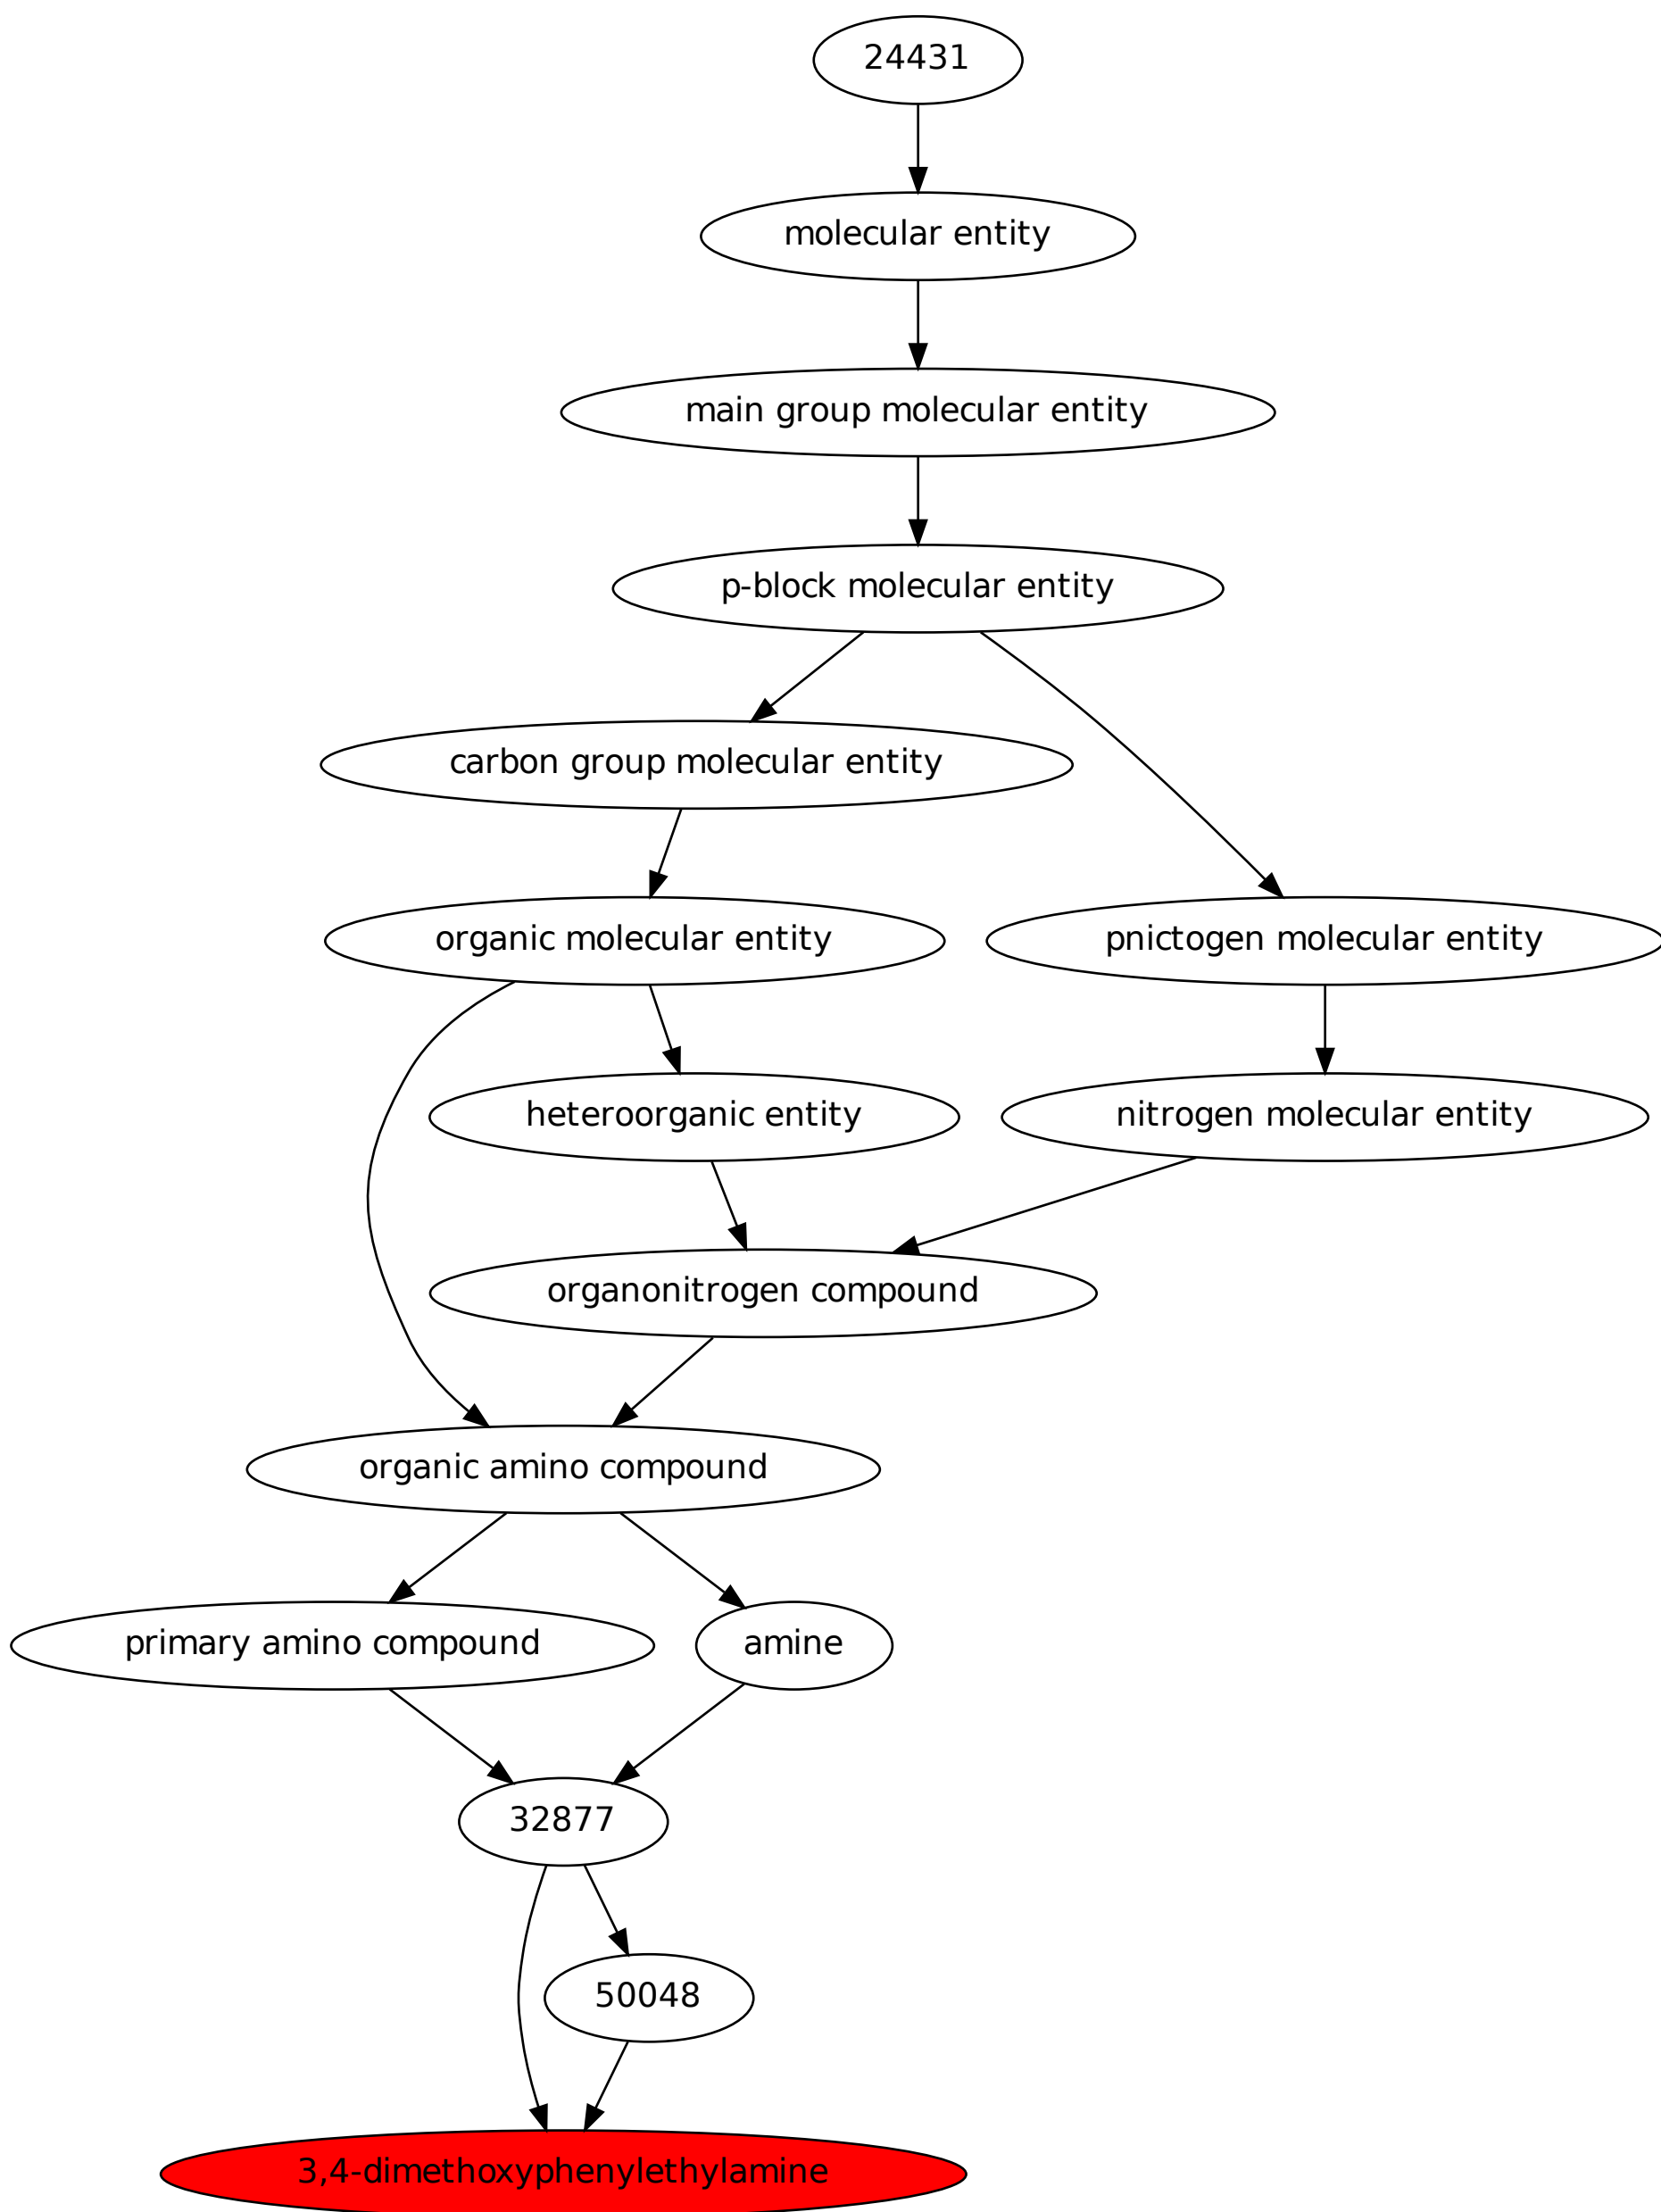 24431
molecular entity
main group molecular entity
p-block molecular entity
carbon group molecular entity
organic molecular entity
pnictogen molecular entity
heteroorganic entity
nitrogen molecular entity
organonitrogen compound
organic amino compound
primary amino compound
amine
32877
50048
3,4-dimethoxyphenylethylamine